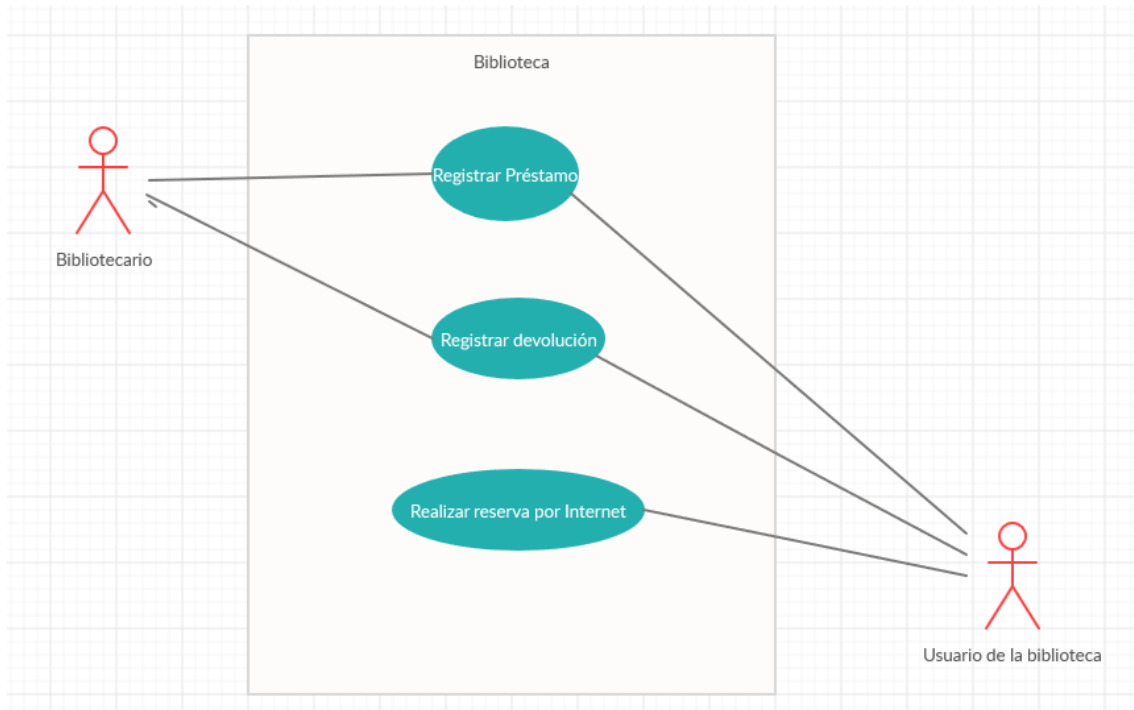 Biblioteca
Registrar Préstamo
Bibliotecario
Registrar devolución
Realizar reserva por Internet
Usuario de la biblioteca